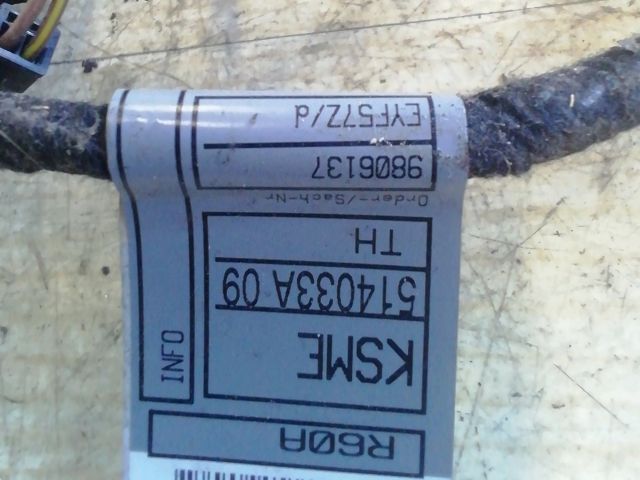 R60A
KSME
514033A 09
TH
Order-/Sach-Nr
9806137
EYF57Z/d
INFO